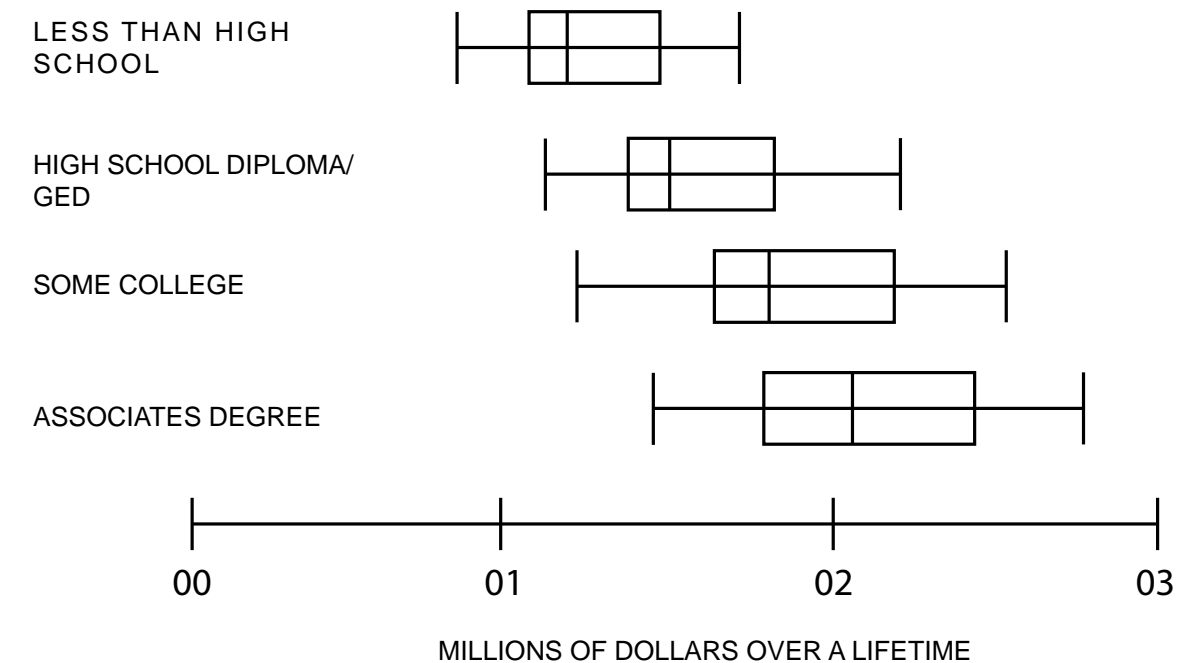 LESS THAN HIGH
SCHOOL
HIGH SCHOOL DIPLOMA/
GED
SOME COLLEGE
ASSOCIATES DEGREE
00 01 02 03
MILLIONS OF DOLLARS OVER A LIFETIME